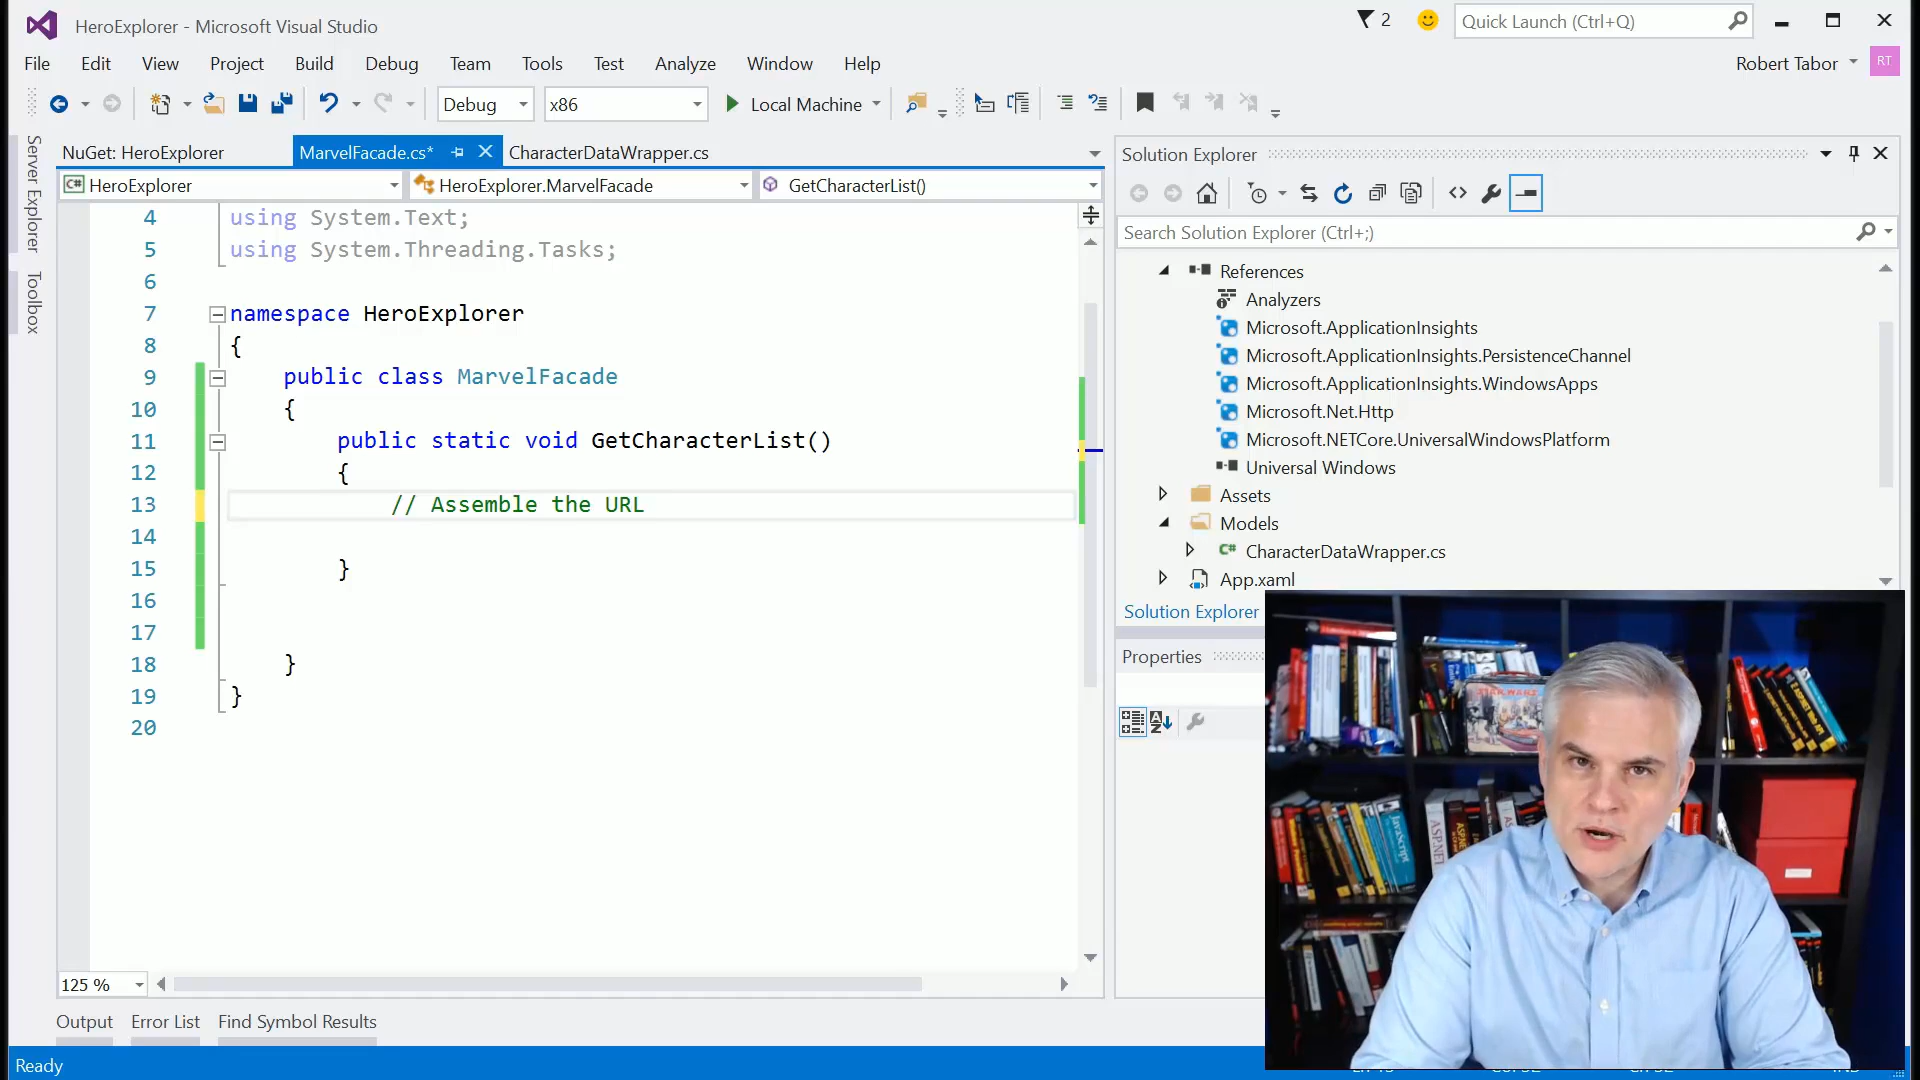 HeroExplorer - Microsoft Visual Studio
2
Quick Launch (Ctrl+Q)
File Edit View Project Build Debug Team Tools Test Analyze Window Help
Robert Tabor
RT
Debug
x86
Local Machine
Server Explorer
Toolbox
NuGet: HeroExplorer
MarvelFacade.cs*
CharacterDataWrapper.cs
HeroExplorer
HeroExplorer.MarvelFacade
GetCharacterList()
4 using System.Text;
5 using System.Threading.Tasks;
6
7 namespace HeroExplorer
8 {
9 public class MarvelFacade
10 {
11 public static void GetCharacterList()
12 {
13 // Assemble the URL
14
15 }
16
17
18 }
19 }
20
125 %
Output Error List Find Symbol Results
Ready
Solution Explorer
Search Solution Explorer (Ctrl+;)
References
Analyzers
Microsoft.ApplicationInsights
Microsoft.ApplicationInsights.PersistenceChannel
Microsoft.ApplicationInsights.WindowsApps
Microsoft.Net.Http
Microsoft.NETCore.UniversalWindowsPlatform
Universal Windows
Assets
Models
C# CharacterDataWrapper.cs
App.xaml
Solution Explorer
Properties
STAR WARS
JavaScript
ASP.NET